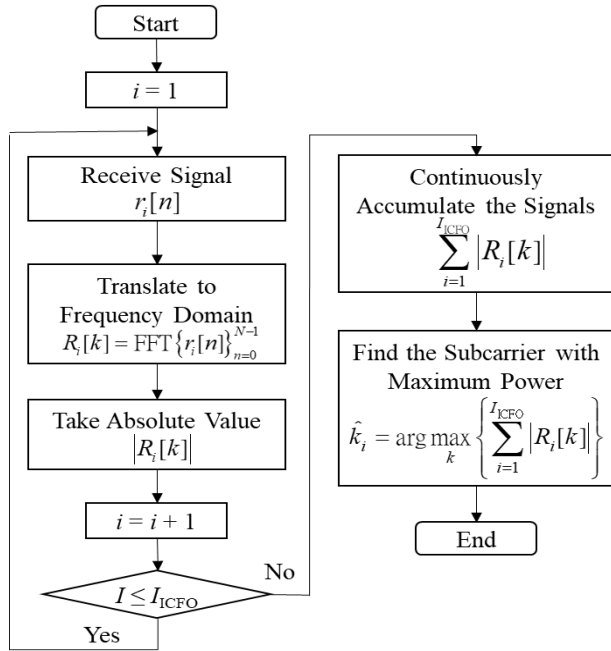 Start
i = 1
Receive Signal
r_i[n]
Translate to
Frequency Domain
R_i[k] = FFT{r_i[n]}_{n=0}^{N−1}
Take Absolute Value
|R_i[k]|
i = i + 1
I ≤ I_ICFO
No
Yes
Continuously
Accumulate the Signals
∑_{i=1}^{I_ICFO} |R_i[k]|
Find the Subcarrier with
Maximum Power
k̂_i = arg max_k {∑_{i=1}^{I_ICFO} |R_i[k]|}
End